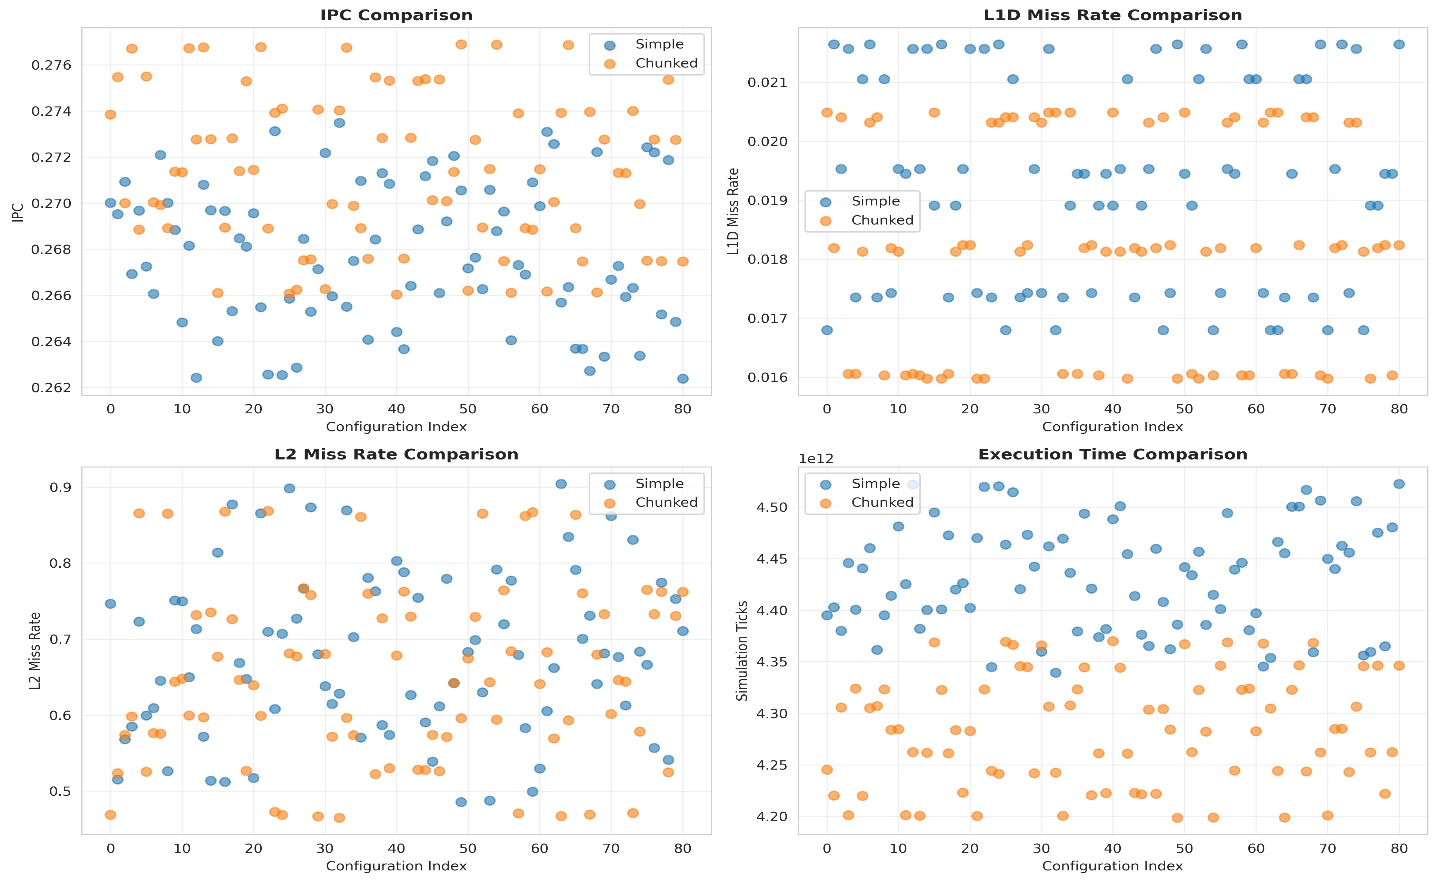 IPC Comparison
IPC
0.276
0.274
0.272
0.270
0.268
0.266
0.264
0.262
Simple
Chunked
0 10 20 30 40 50 60 70 80
Configuration Index
L1D Miss Rate Comparison
L1D Miss Rate
0.021
0.020
0.019
0.018
0.017
0.016
Simple
Chunked
0 10 20 30 40 50 60 70 80
Configuration Index
L2 Miss Rate Comparison
L2 Miss Rate
0.9
0.8
0.7
0.6
0.5
Simple
Chunked
0 10 20 30 40 50 60 70 80
Configuration Index
1e12
Execution Time Comparison
Simulation Ticks
4.50
4.40
4.35
4.30
4.25
4.20
Simple
Chunked
0 10 20 30 40 50 60 70 80
Configuration Index